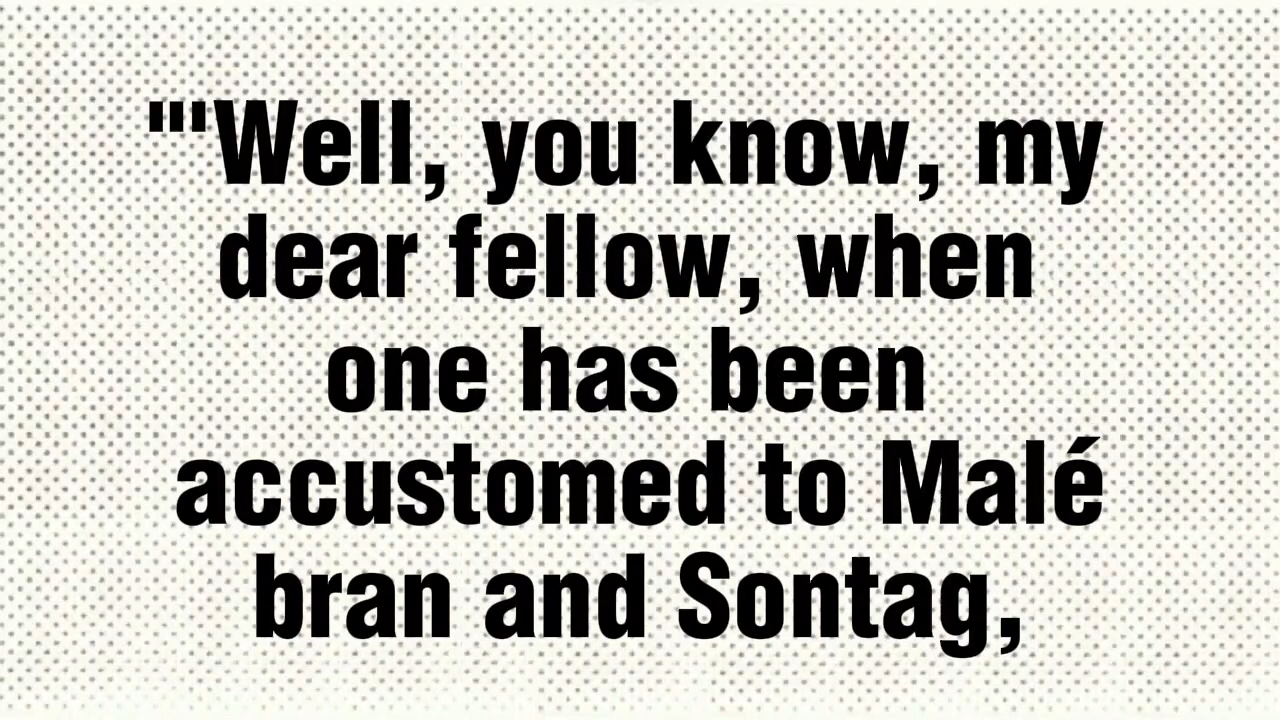 "'Well, you know, my
dear fellow, when
one has been
accustomed to Malé
bran and Sontag,